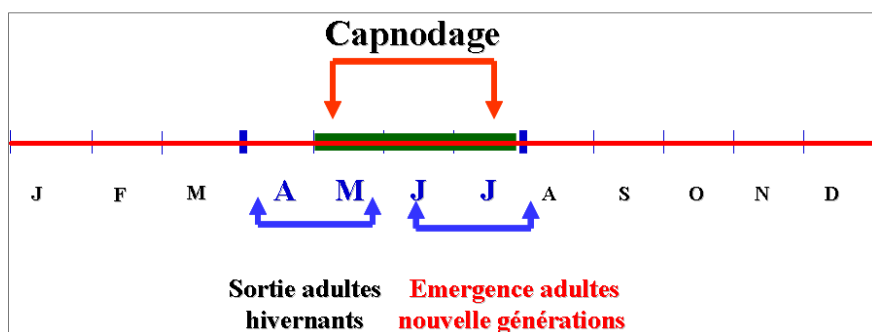 Capnodage
J F M A M J J A S O N D
Sortie adultes
hivernants
Emergence adultes
nouvelle générations